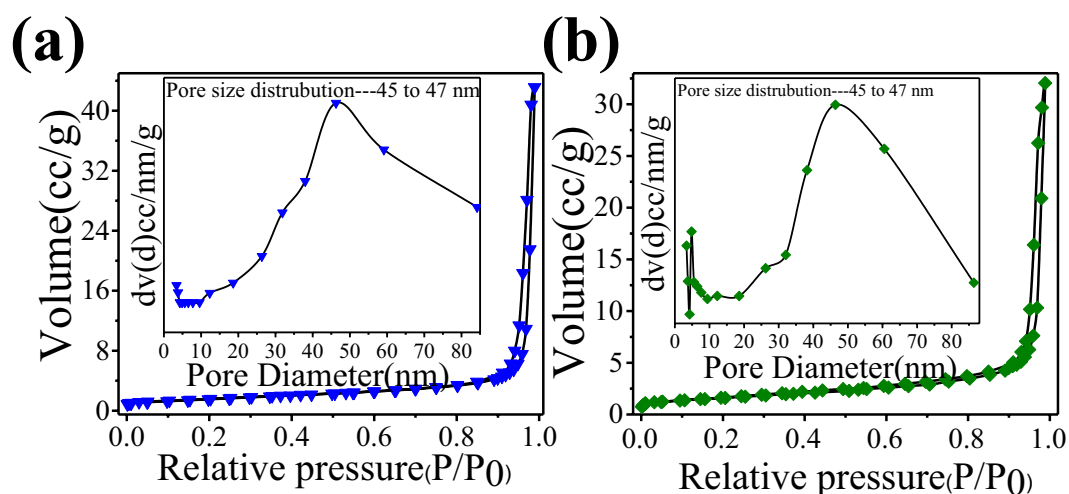 (a)
Volume(cc/g)
40
32
24
16
8
0
0.0 0.2 0.4 0.6 0.8 1.0
Relative pressure(P/P0)
Pore size distrubution---45 to 47 nm
dv(d)cc/nm/g
0 10 20 30 40 50 60 70 80
Pore Diameter(nm)
(b)
Volume(cc/g)
30
25
20
15
10
5
0
0.0 0.2 0.4 0.6 0.8 1.0
Relative pressure(P/P0)
Pore size distrubution---45 to 47 nm
dv(d)cc/nm/g
0 10 20 30 40 50 60 70 80
Pore Diameter(nm